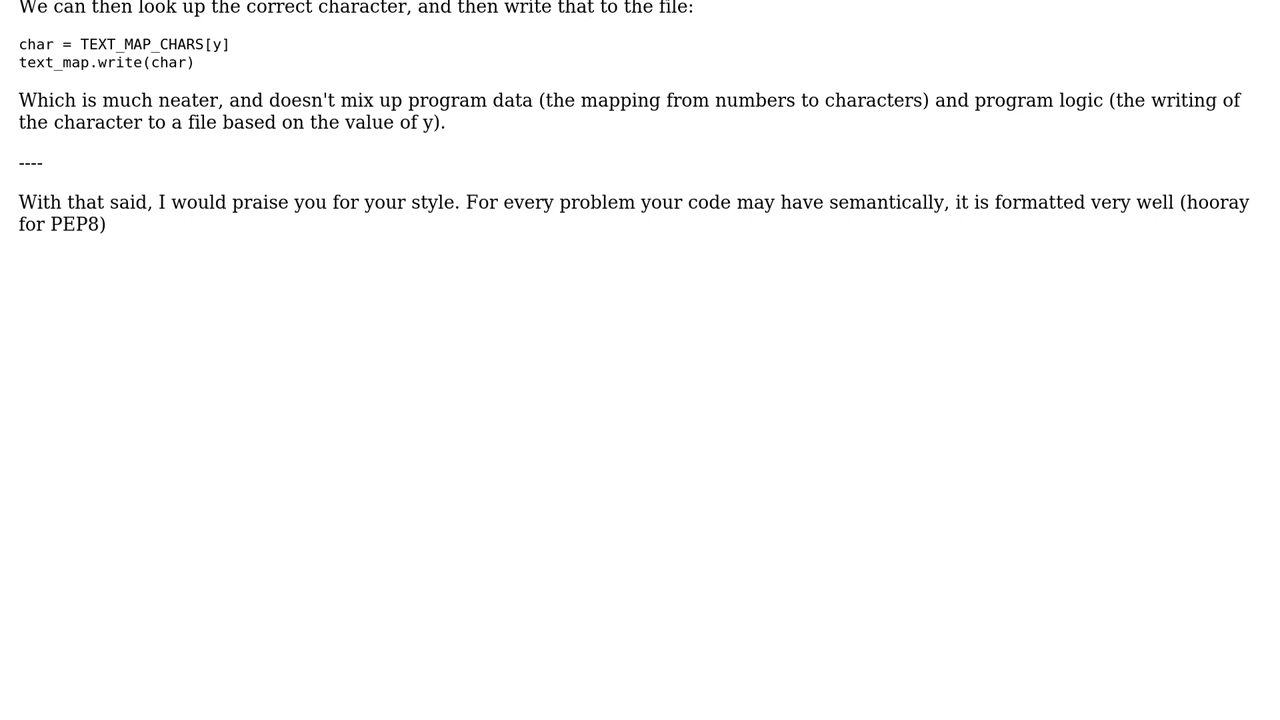 We can then look up the correct character, and then write that to the file:
char = TEXT_MAP_CHARS[y]
text_map.write(char)
Which is much neater, and doesn't mix up program data (the mapping from numbers to characters) and program logic (the writing of
the character to a file based on the value of y).
----
With that said, I would praise you for your style. For every problem your code may have semantically, it is formatted very well (hooray
for PEP8)